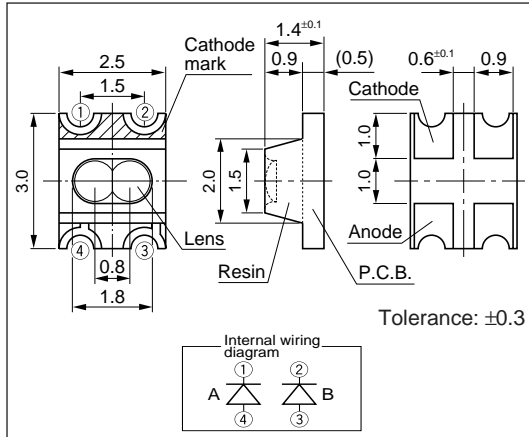 1.4±0.1
2.5
Cathode
mark
0.9
(0.5)
0.6±0.1
0.9
1.5
Cathode
①
②
3.0
2.0
1.5
1.0
1.0
Lens
Anode
④
③
0.8
Resin
P.C.B.
1.8
Tolerance: ±0.3
Internal wiring
diagram
①
②
A
B
④
③